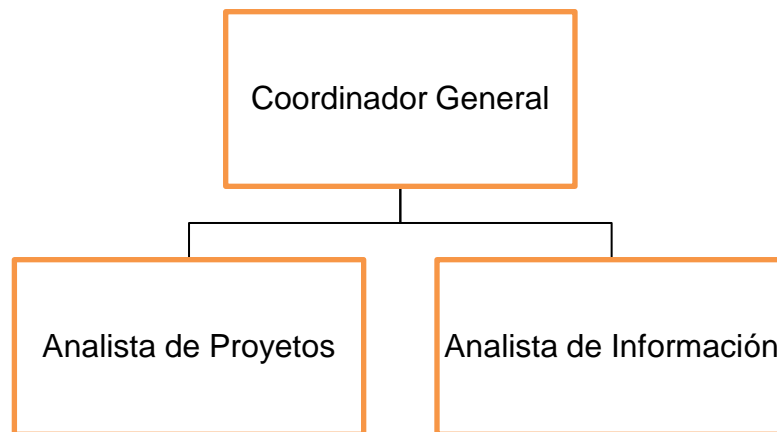 Coordinador General
Analista de Proyetos
Analista de Información